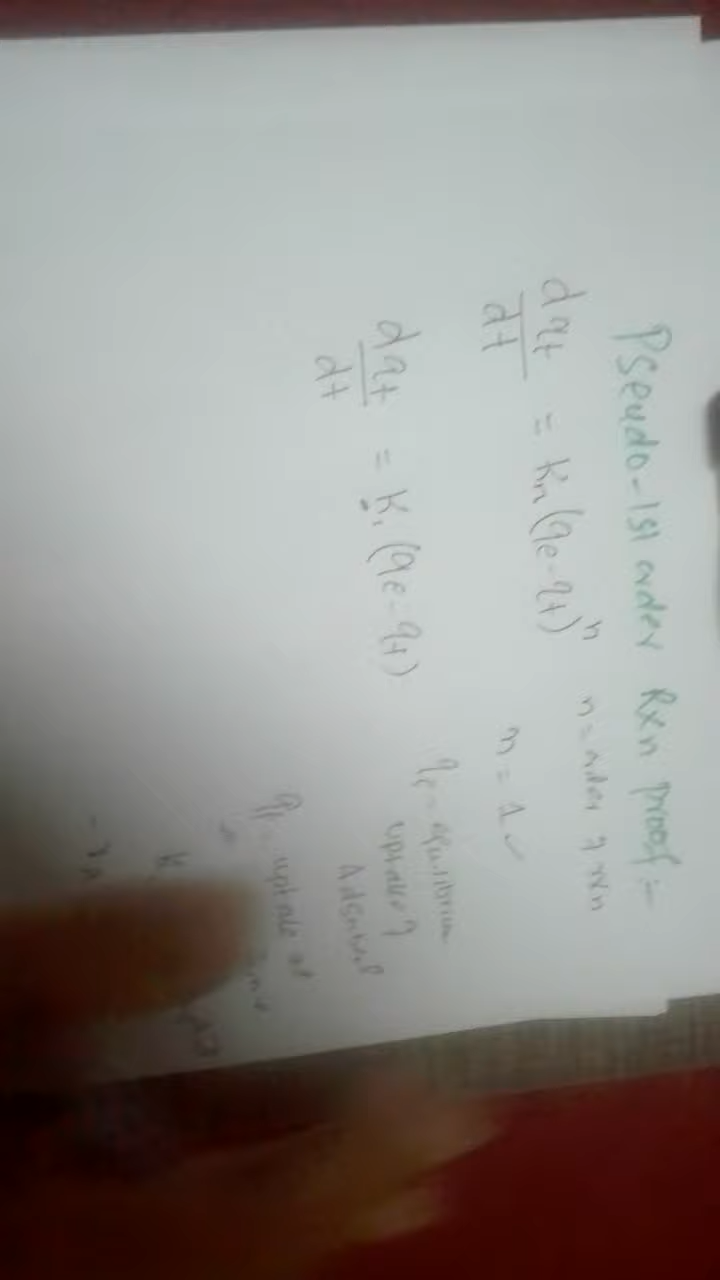 Pseudo-1st order Rxn proof :-
dqt/dt = Kn(qe-qt)^n n = order of rxn
n = 1 ✓
dqt/dt = K1(qe-qt)
qe = equilibrium
uptake of
Adsorbed
qt = uptake at
K